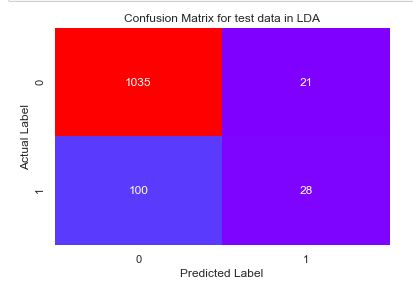 Confusion Matrix for test data in LDA
0
1035
21
Actual Label
1
100
28
0
1
Predicted Label